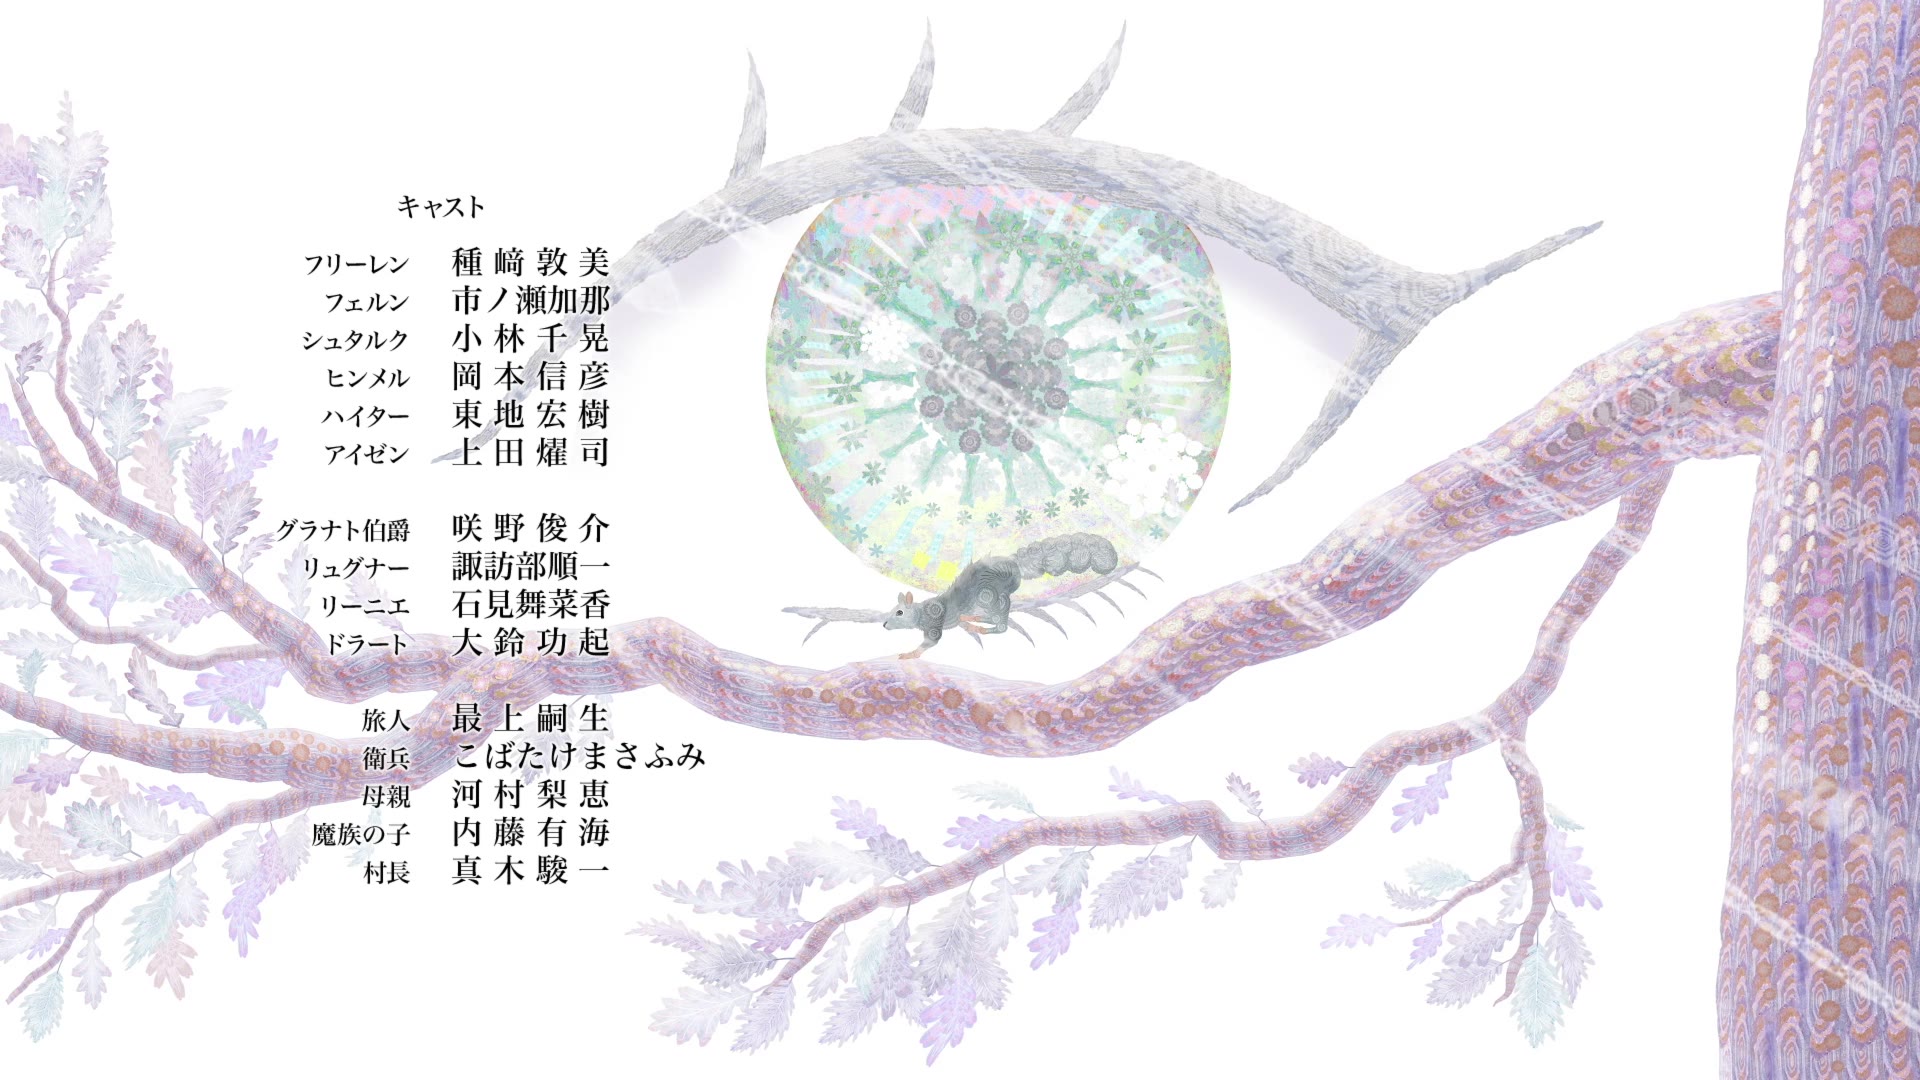 キャスト
フリーレン 種﨑敦美
フェルン 市ノ瀬加那
シュタルク 小林千晃
ヒンメル 岡本信彦
ハイター 東地宏樹
アイゼン 上田燿司
グラナト伯爵 咲野俊介
リュグナー 諏訪部順一
リーニエ 石見舞菜香
ドラート 大鈴功起
旅人 最上嗣生
衛兵 こばたけまさふみ
母親 河村梨恵
魔族の子 内藤有海
村長 真木駿一